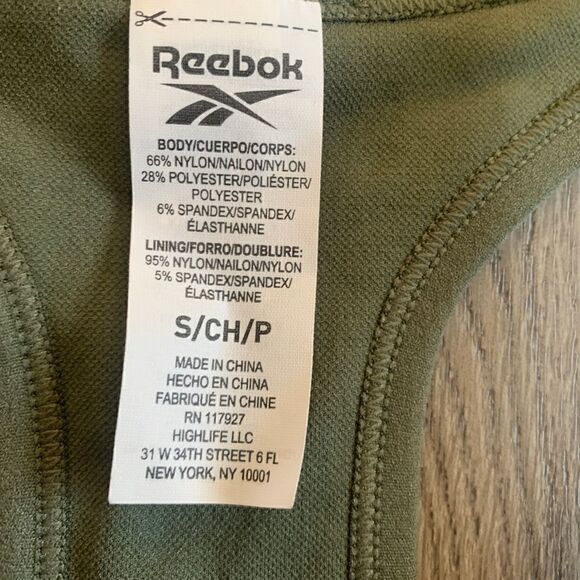 Reebok
BODY/CUERPO/CORPS:
66% NYLON/NAILON/NYLON
28% POLYESTER/POLIÉSTER/
POLYESTER
6% SPANDEX/SPANDEX/
ÉLASTHANNE
LINING/FORRO/DOUBLURE:
95% NYLON/NAILON/NYLON
5% SPANDEX/SPANDEX/
ÉLASTHANNE
S/CH/P
MADE IN CHINA
HECHO EN CHINA
FABRIQUÉ EN CHINE
RN 117927
HIGHLIFE LLC
31 W 34TH STREET 6 FL
NEW YORK, NY 10001